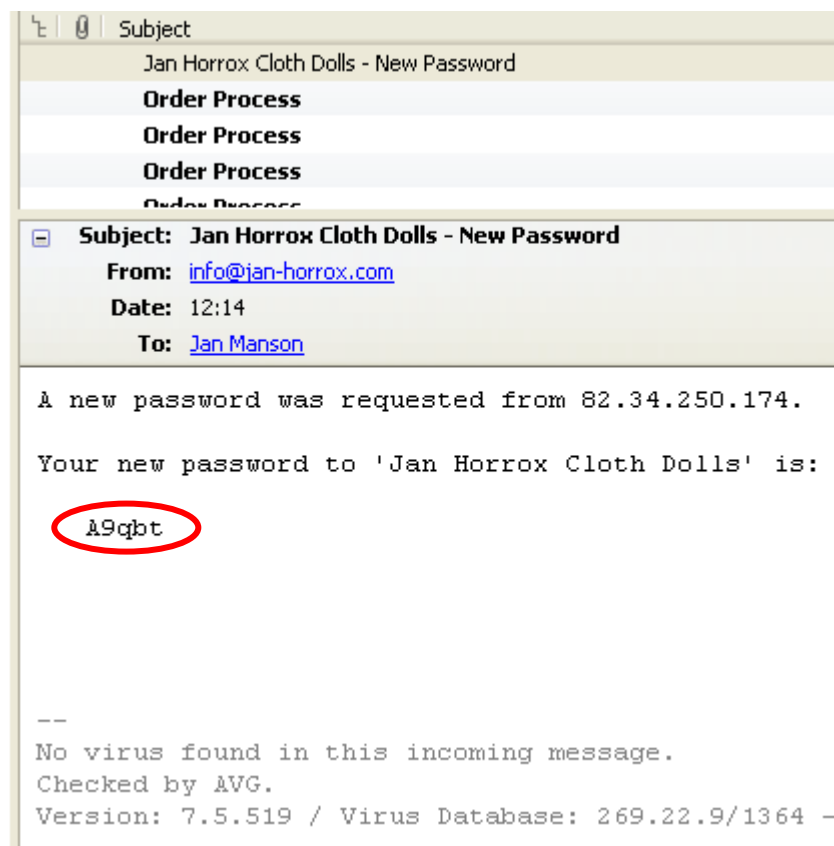 Subject
Jan Horrox Cloth Dolls - New Password
Order Process
Order Process
Order Process
Order Process
Subject: Jan Horrox Cloth Dolls - New Password
From: info@jan-horrox.com
Date: 12:14
To: Jan Manson
A new password was requested from 82.34.250.174.
Your new password to 'Jan Horrox Cloth Dolls' is:
A9qbt
--
No virus found in this incoming message.
Checked by AVG.
Version: 7.5.519 / Virus Database: 269.22.9/1364 -